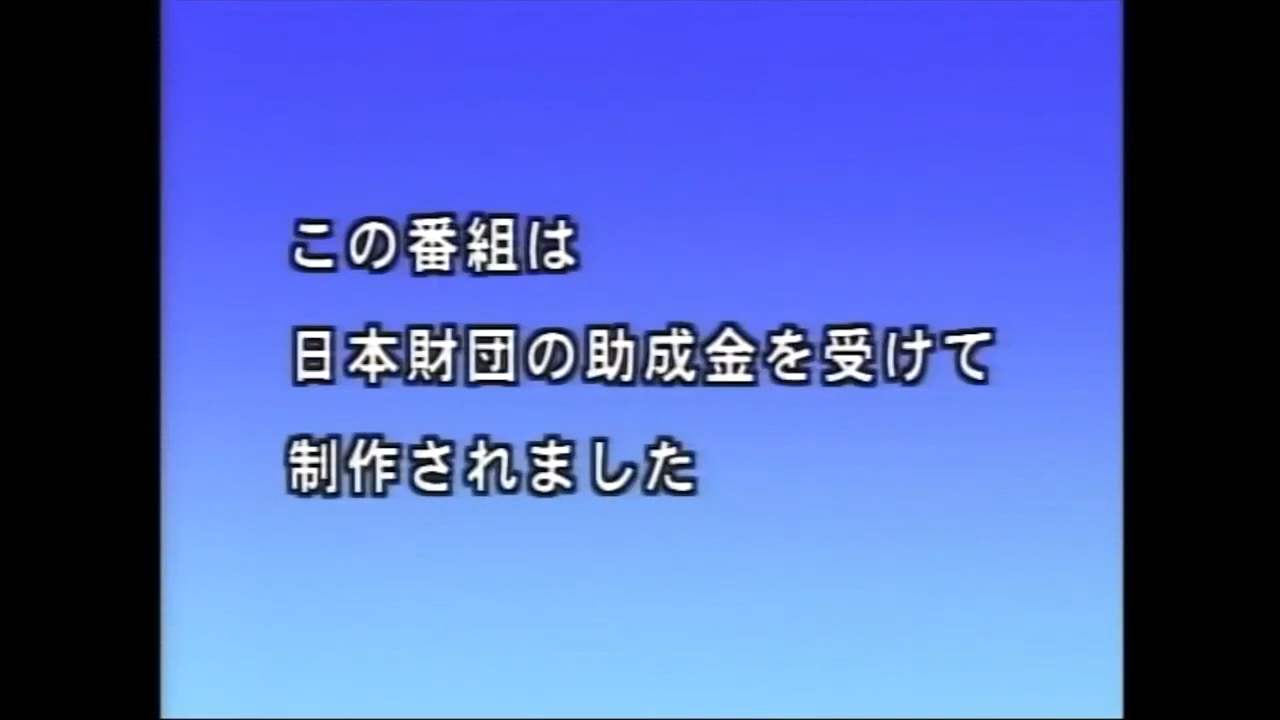 この番組は
日本財団の助成金を受けて
制作されました